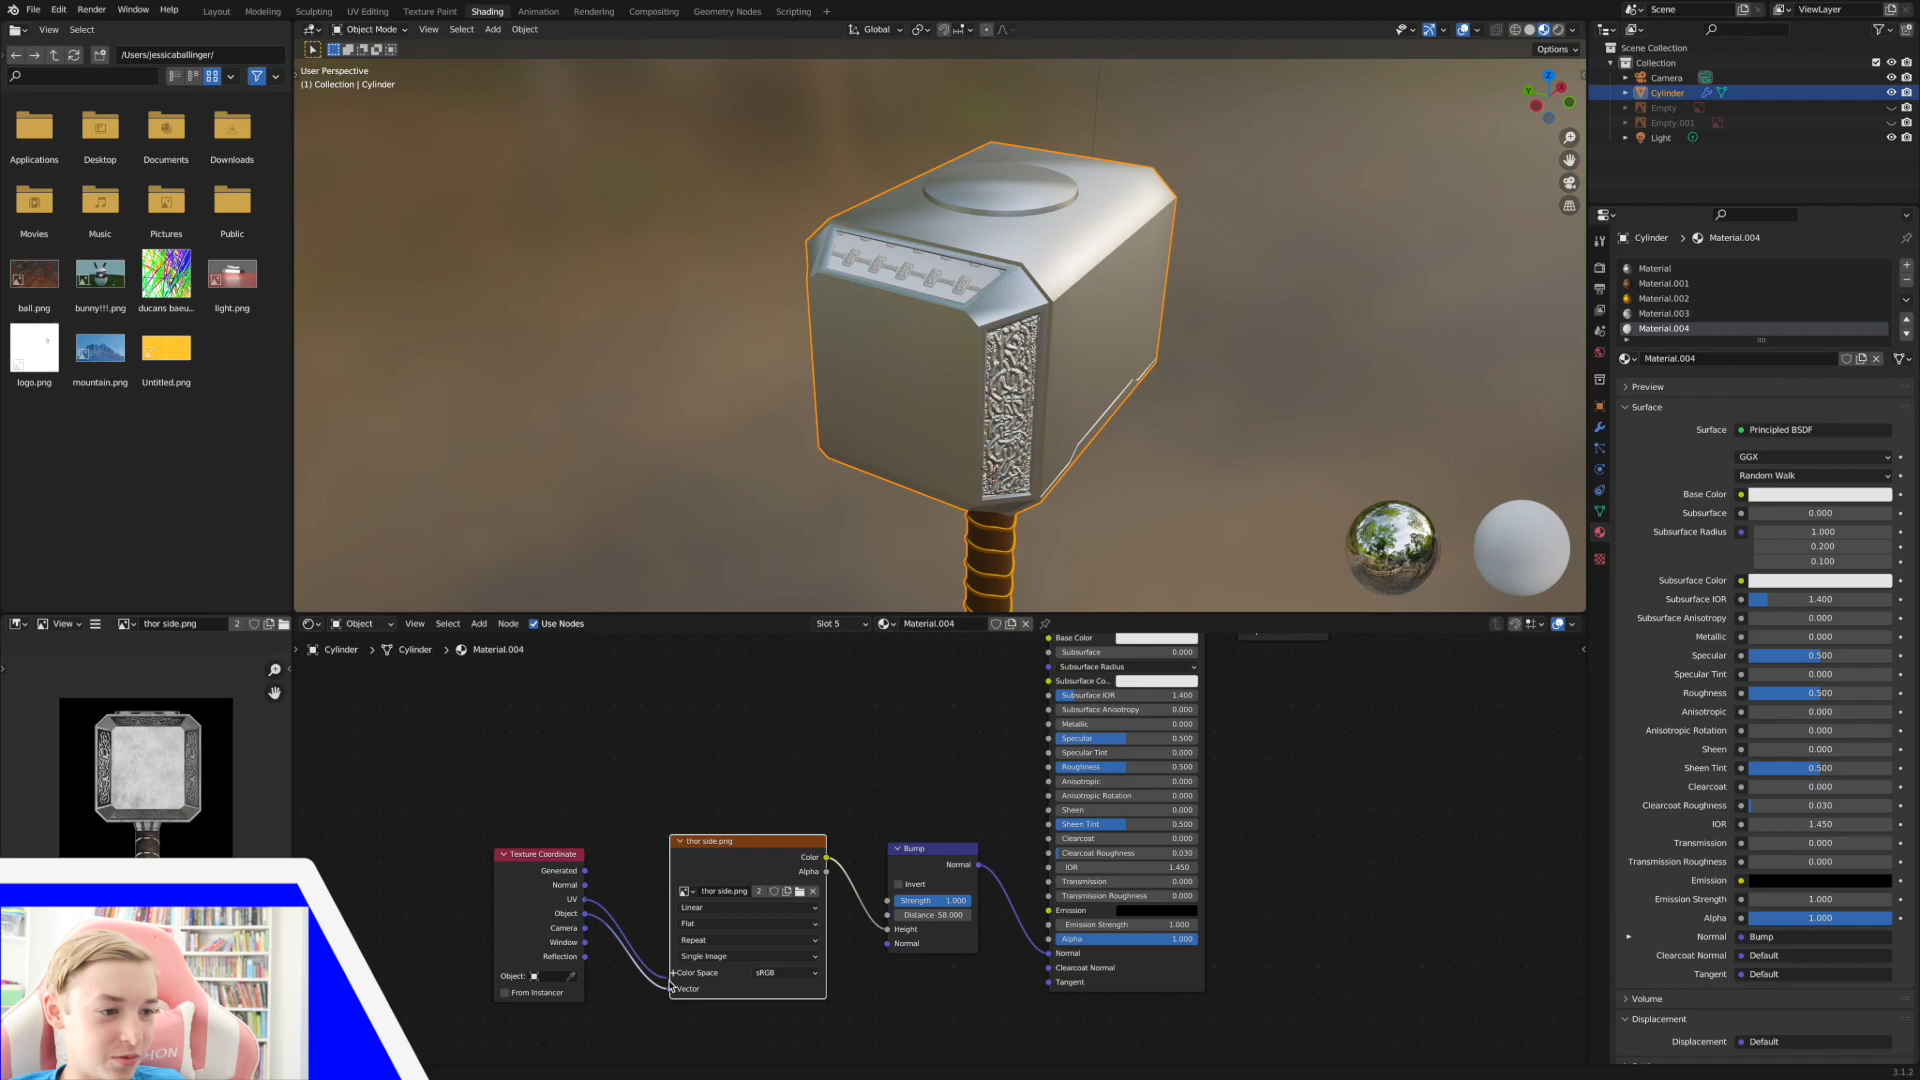 File Edit Render Window Help
Layout Modeling Sculpting UV Editing Texture Paint Shading Animation Rendering Compositing Geometry Nodes Scripting +
Scene ViewLayer
View Select
/Users/jessicaballinger/
Applications Desktop Documents Downloads
Movies Music Pictures Public
ball.png bunny!!!.png ducans baeu... light.png
logo.png mountain.png Untitled.png
Object Mode View Select Add Object Global
Options
User Perspective
(1) Collection | Cylinder
Z
Y
X
Scene Collection
Collection
Camera
Cylinder
Empty
Empty.001
Light
Cylinder > Material.004
Material
Material.001
Material.002
Material.003
Material.004
Material.004
Preview
Surface
Surface Principled BSDF
GGX
Random Walk
Base Color
Subsurface 0.000
Subsurface Radius 1.000
0.200
0.100
Subsurface Color
Subsurface IOR 1.400
Subsurface Anisotropy 0.000
Metallic 0.000
Specular 0.500
Specular Tint 0.000
Roughness 0.500
Anisotropic 0.000
Anisotropic Rotation 0.000
Sheen 0.000
Sheen Tint 0.500
Clearcoat 0.000
Clearcoat Roughness 0.030
IOR 1.450
Transmission 0.000
Transmission Roughness 0.000
Emission
Emission Strength 1.000
Alpha 1.000
Normal Bump
Clearcoat Normal Default
Tangent Default
Volume
Displacement
Displacement Default
3.1.2
View thor side.png 2
Object View Select Add Node Use Nodes Slot 5 Material.004
Cylinder > Cylinder > Material.004
Texture Coordinate
Generated
Normal
UV
Object
Camera
Window
Reflection
Object:
From Instancer
thor side.png
Color
Alpha
thor side.png 2
Linear
Flat
Repeat
Single Image
Color Space sRGB
Vector
Bump
Normal
Invert
Strength 1.000
Distance 58.000
Height
Normal
Base Color
Subsurface 0.000
Subsurface Radius
Subsurface Co...
Subsurface IOR 1.400
Subsurface Anisotropy 0.000
Metallic 0.000
Specular 0.500
Specular Tint 0.000
Roughness 0.500
Anisotropic 0.000
Anisotropic Rotation 0.000
Sheen 0.000
Sheen Tint 0.500
Clearcoat 0.000
Clearcoat Roughness 0.030
IOR 1.450
Transmission 0.000
Transmission Roughness 0.000
Emission
Emission Strength 1.000
Alpha 1.000
Normal
Clearcoat Normal
Tangent